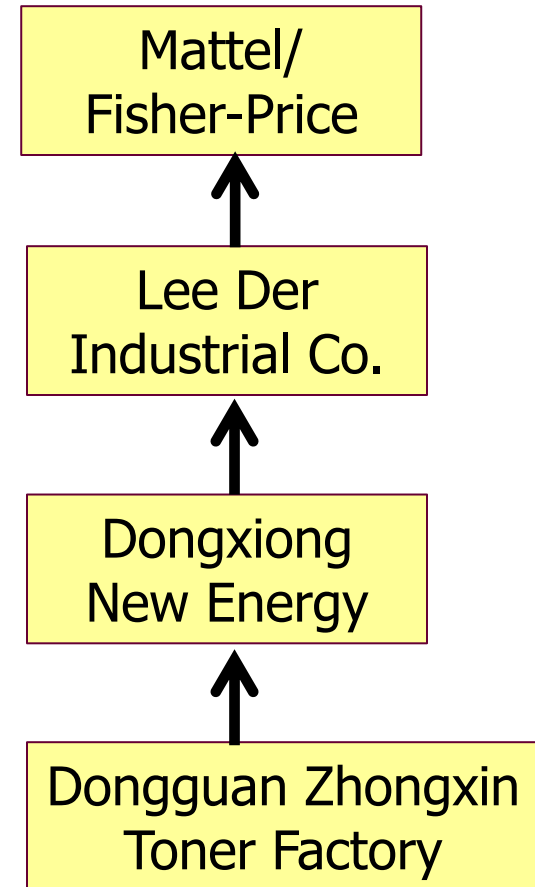 Mattel/
Fisher-Price
Lee Der
Industrial Co.
Dongxiong
New Energy
Dongguan Zhongxin
Toner Factory